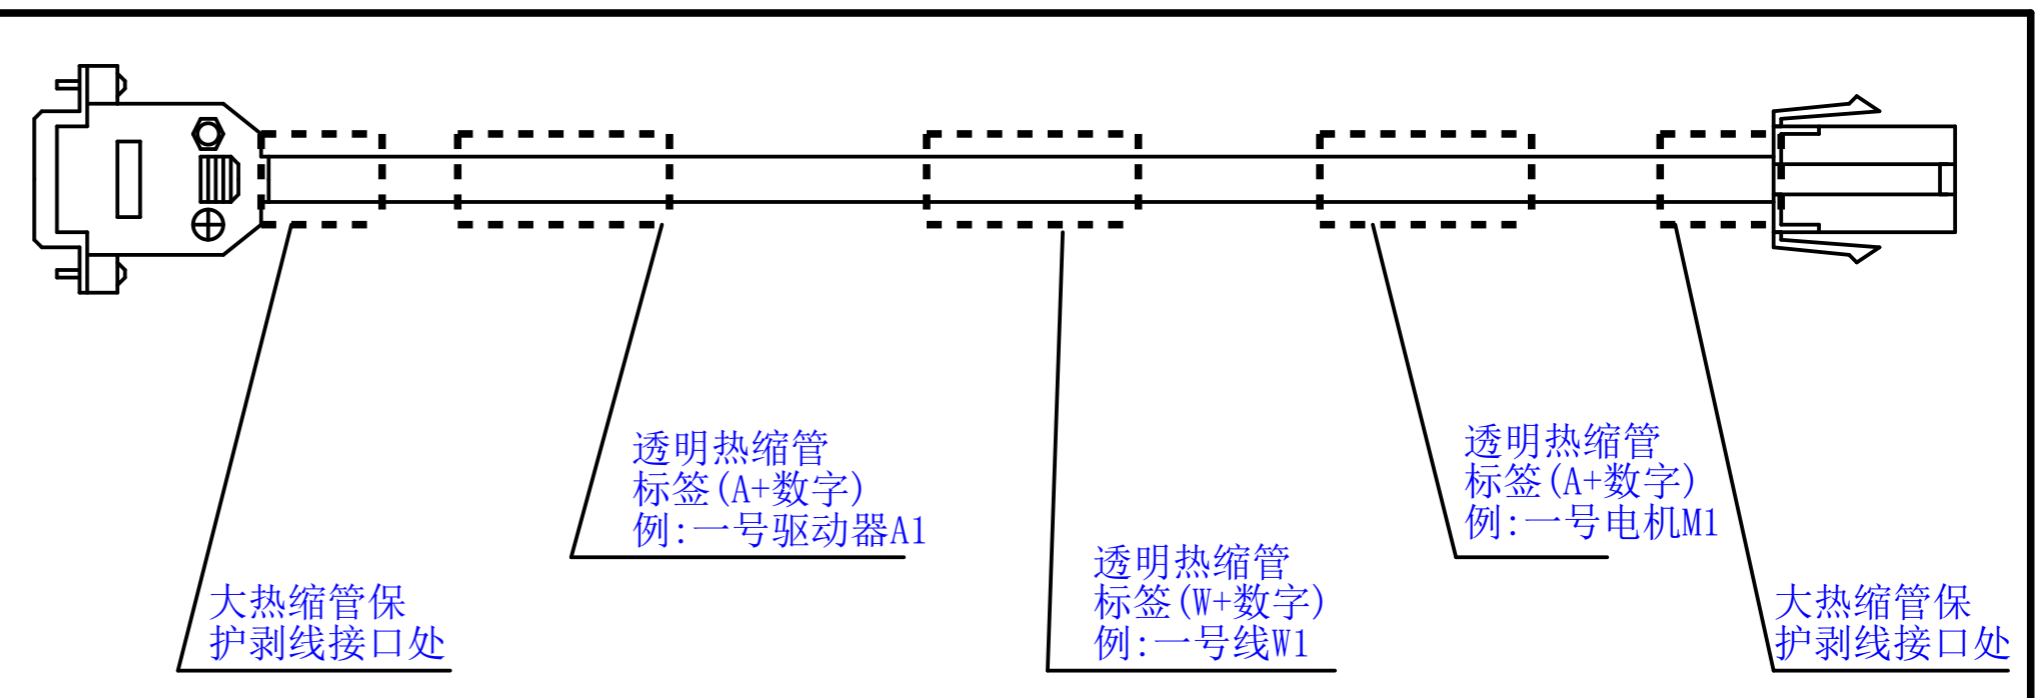 透明热缩管
标签(A+数字)
例:一号驱动器A1
透明热缩管
标签(A+数字)
例:一号电机M1
透明热缩管
标签(W+数字)
例:一号线W1
大热缩管保
护剥线接口处
大热缩管保
护剥线接口处